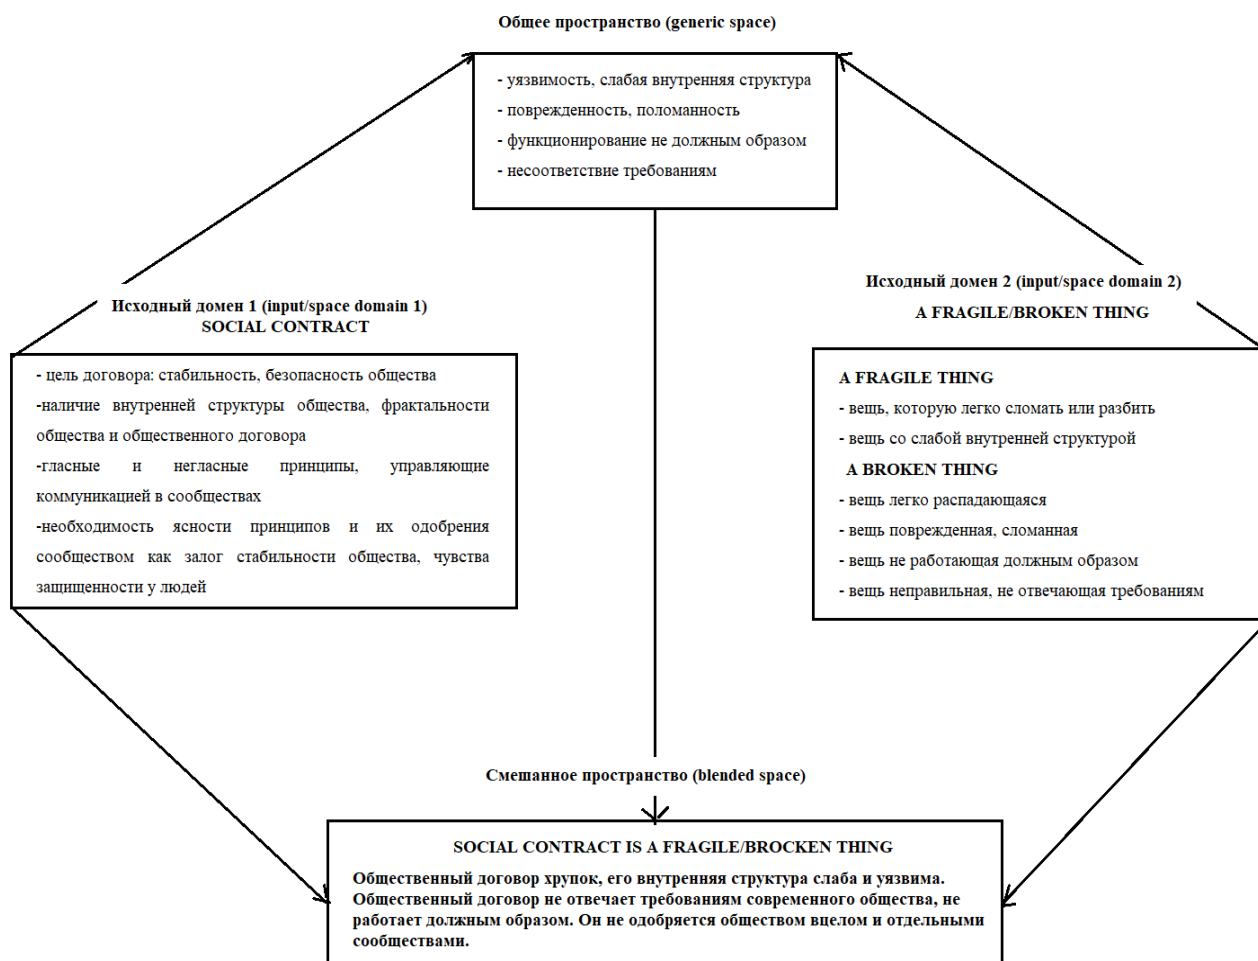 Общее пространство (generic space)
- уязвимость, слабая внутренняя структура
- поврежденность, поломанность
- функционирование не должным образом
- несоответствие требованиям
Исходный домен 1 (input/space domain 1)
SOCIAL CONTRACT
- цель договора: стабильность, безопасность общества
-наличие внутренней структуры общества, фрактальности
общества и общественного договора
-гласные и негласные принципы, управляющие
коммуникацией в сообществах
-необходимость ясности принципов и их одобрения
сообществом как залог стабильности общества, чувства
защищенности у людей
Исходный домен 2 (input/space domain 2)
A FRAGILE/BROKEN THING
A FRAGILE THING
- вещь, которую легко сломать или разбить
- вещь со слабой внутренней структурой
A BROKEN THING
- вещь легко распадающаяся
- вещь поврежденная, сломанная
- вещь не работающая должным образом
- вещь неправильная, не отвечающая требованиям
Смешанное пространство (blended space)
SOCIAL CONTRACT IS A FRAGILE/BROCKEN THING
Общественный договор хрупок, его внутренняя структура слаба и уязвима.
Общественный договор не отвечает требованиям современного общества, не
работает должным образом. Он не одобряется обществом вцелом и отдельными
сообществами.